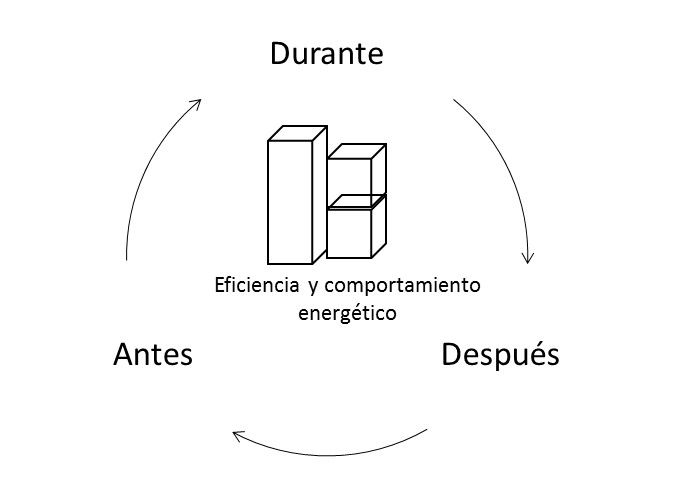 Durante
Eficiencia y comportamiento
energético
Antes
Después